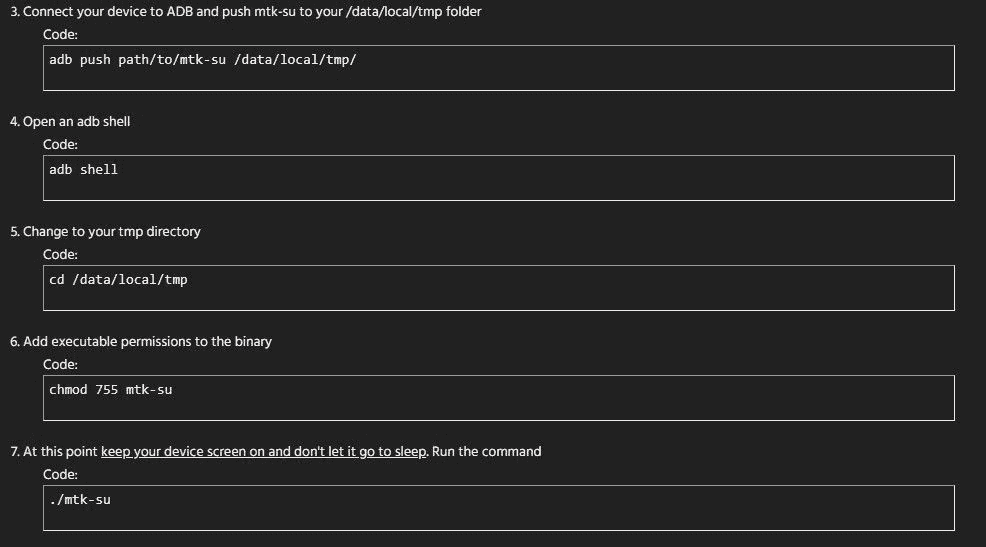 3. Connect your device to ADB and push mtk-su to your /data/local/tmp folder
Code:
adb push path/to/mtk-su /data/local/tmp/
4. Open an adb shell
Code:
adb shell
5. Change to your tmp directory
Code:
cd /data/local/tmp
6. Add executable permissions to the binary
Code:
chmod 755 mtk-su
7. At this point keep your device screen on and don't let it go to sleep. Run the command
Code:
./mtk-su